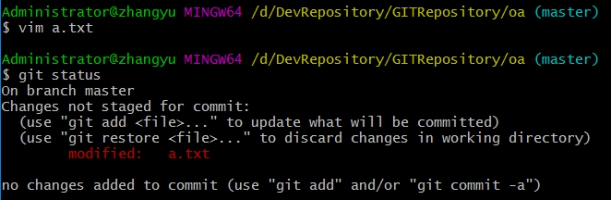 Administrator@zhangyu MINGW64 /d/DevRepository/GITRepository/oa (master)
$ vim a.txt
Administrator@zhangyu MINGW64 /d/DevRepository/GITRepository/oa (master)
$ git status
On branch master
Changes not staged for commit:
  (use "git add <file>..." to update what will be committed)
  (use "git restore <file>..." to discard changes in working directory)
        modified:   a.txt
no changes added to commit (use "git add" and/or "git commit -a")